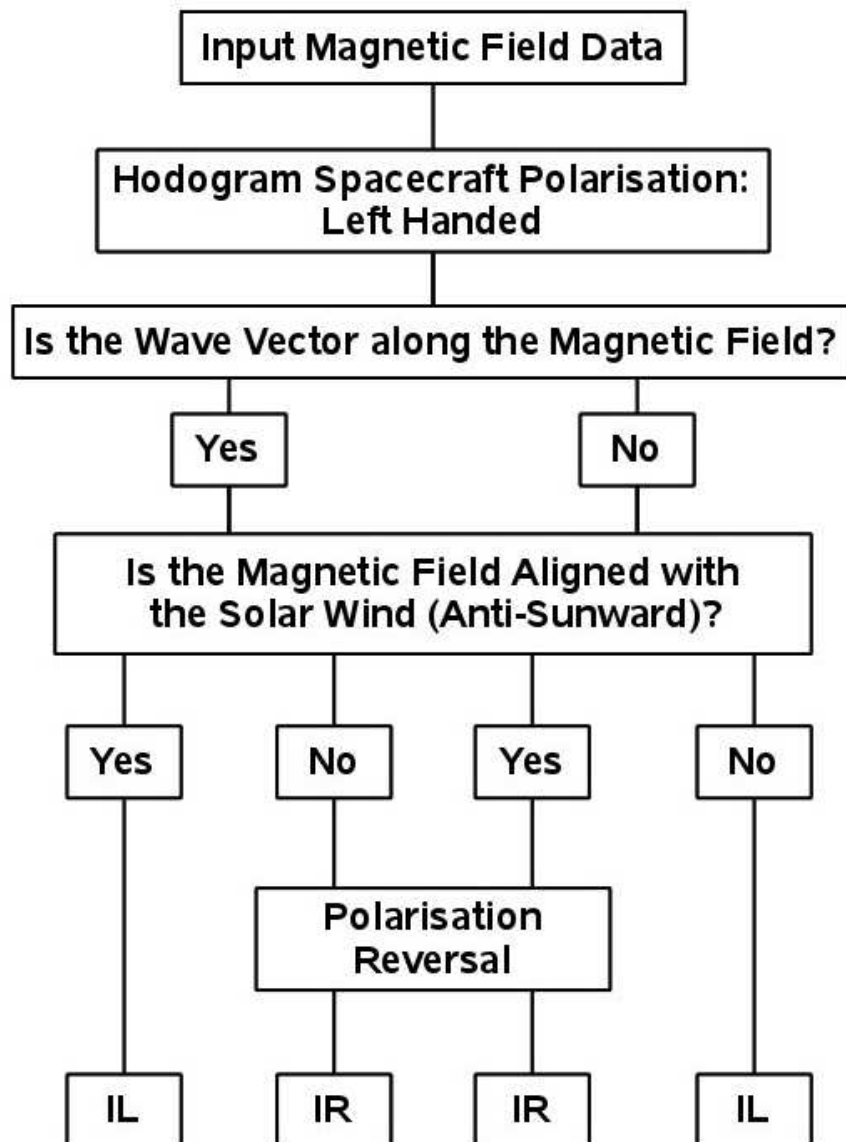 Input Magnetic Field Data
Hodogram Spacecraft Polarisation:
Left Handed
Is the Wave Vector along the Magnetic Field?
Yes
No
Is the Magnetic Field Aligned with
the Solar Wind (Anti-Sunward)?
Yes
No
Yes
No
Polarisation
Reversal
IL
IR
IR
IL